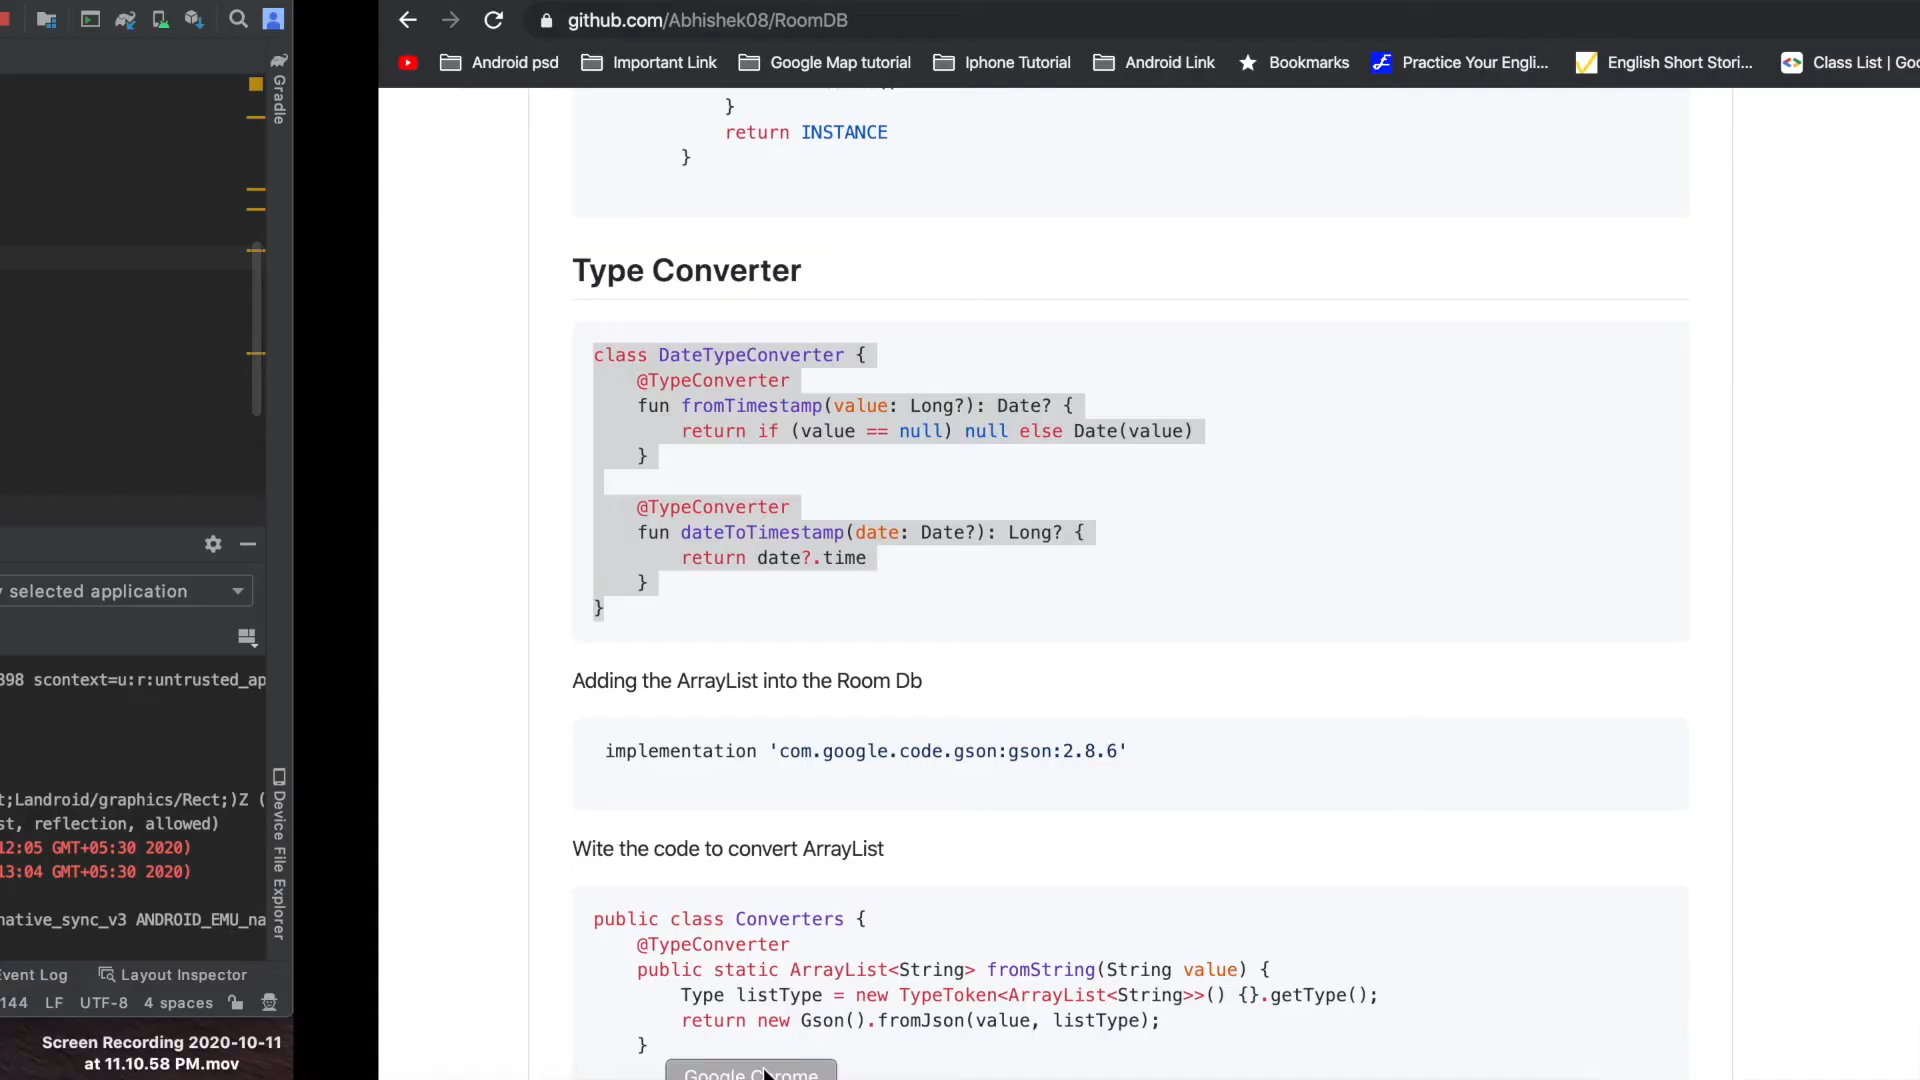 Gradle
selected application
398 scontext=u:r:untrusted_ap
t;Landroid/graphics/Rect;)Z (
st, reflection, allowed)
12:05 GMT+05:30 2020)
13:04 GMT+05:30 2020)
native_sync_v3 ANDROID_EMU_na
Device File Explorer
Event Log Layout Inspector
144 LF UTF-8 4 spaces
Screen Recording 2020-10-11
at 11.10.58 PM.mov
github.com/Abhishek08/RoomDB
Android psd Important Link Google Map tutorial Iphone Tutorial Android Link Bookmarks Practice Your Engli... English Short Stori... Class List | Goo
}
return INSTANCE
}
Type Converter
class DateTypeConverter {
@TypeConverter
fun fromTimestamp(value: Long?): Date? {
return if (value == null) null else Date(value)
}
@TypeConverter
fun dateToTimestamp(date: Date?): Long? {
return date?.time
}
}
Adding the ArrayList into the Room Db
implementation 'com.google.code.gson:gson:2.8.6'
Wite the code to convert ArrayList
public class Converters {
@TypeConverter
public static ArrayList<String> fromString(String value) {
Type listType = new TypeToken<ArrayList<String>>() {}.getType();
return new Gson().fromJson(value, listType);
}
Google Chrome